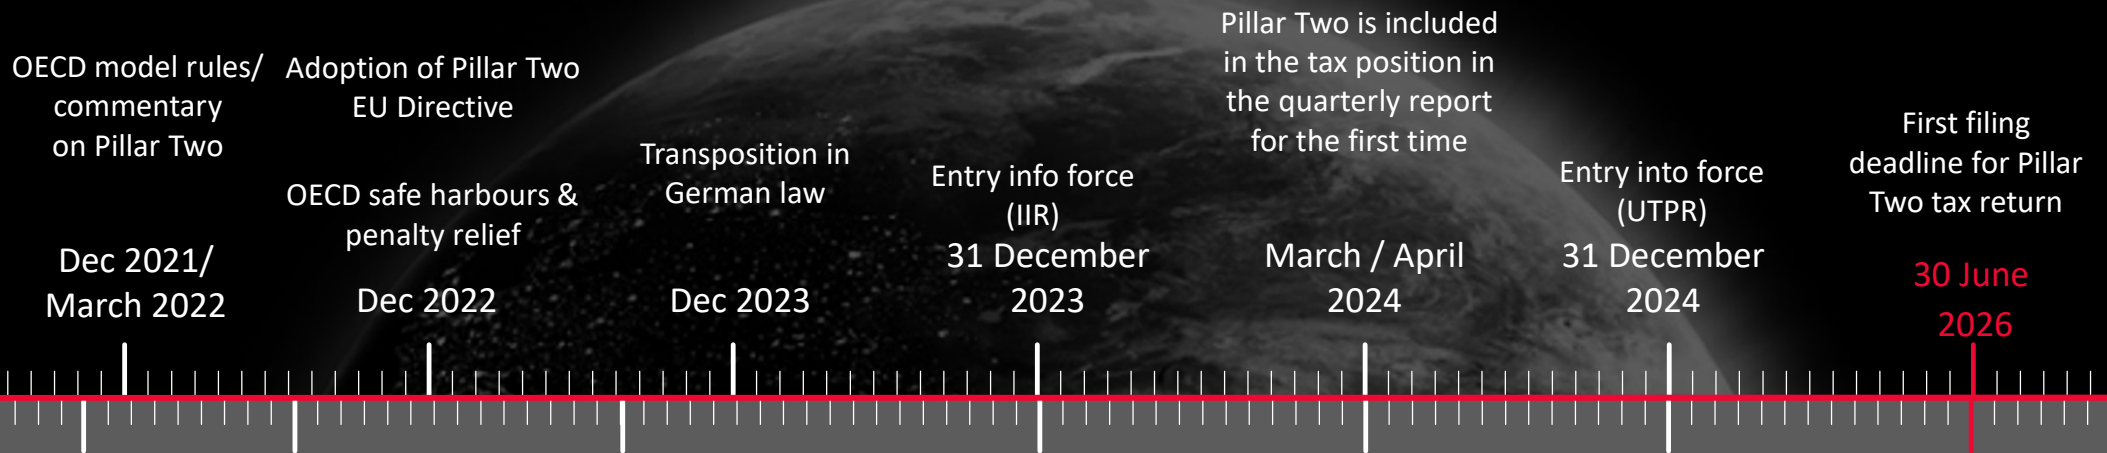 OECD model rules/
commentary
on Pillar Two
Dec 2021/
March 2022
Adoption of Pillar Two
EU Directive
OECD safe harbours &
penalty relief
Dec 2022
Transposition in
German law
Dec 2023
Entry info force
(IIR)
31 December
2023
Pillar Two is included
in the tax position in
the quarterly report
for the first time
March / April
2024
Entry into force
(UTPR)
31 December
2024
First filing
deadline for Pillar
Two tax return
30 June
2026